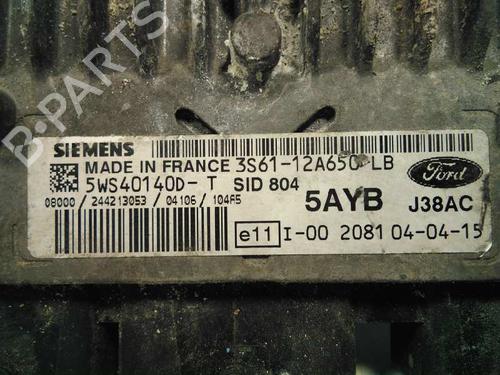 B-PARTS
SIEMENS
MADE IN FRANCE 3S61-12A650-LB
5WS40140D-T SID 804
08000 / 244213053 / 04106 / 104A5
5AYB
J38AC
Ford
e11 I-00 2081 04-04-15